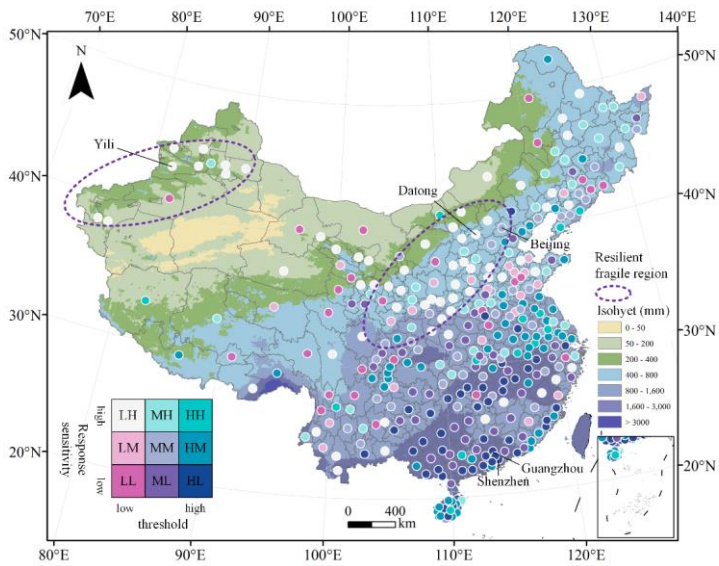 70°E 80°E 90°E 100°E 110°E 120°E 130°E 140°E
50°N 50°N
N
Yili
40°N 40°N
Datong
Beijing
Resilient
fragile region
Isohyet (mm)
0 - 50
50 - 200
200 - 400
400 - 800
800 - 1,600
1,600 - 3,000
> 3000
30°N 30°N
Response
sensitivity
high
low
LH MH HH
LM MM HM
LL ML HL
low high
threshold
20°N 20°N
Guangzhou
Shenzhen
0 400
km
80°E 90°E 100°E 110°E 120°E